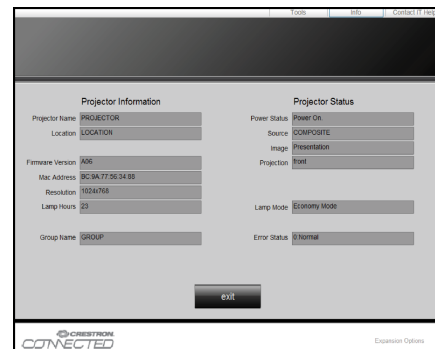 Tools Info Contact IT Help
Projector Information
Projector Name PROJECTOR
Location LOCATION
Firmware Version A06
Mac Address BC:9A:77:56:34:88
Resolution 1024x768
Lamp Hours 23
Group Name GROUP
Projector Status
Power Status Power On.
Source COMPOSITE
Image Presentation
Projection front
Lamp Mode Economy Mode
Error Status 0:Normal
exit
CRESTRON
CONNECTED
Expansion Options